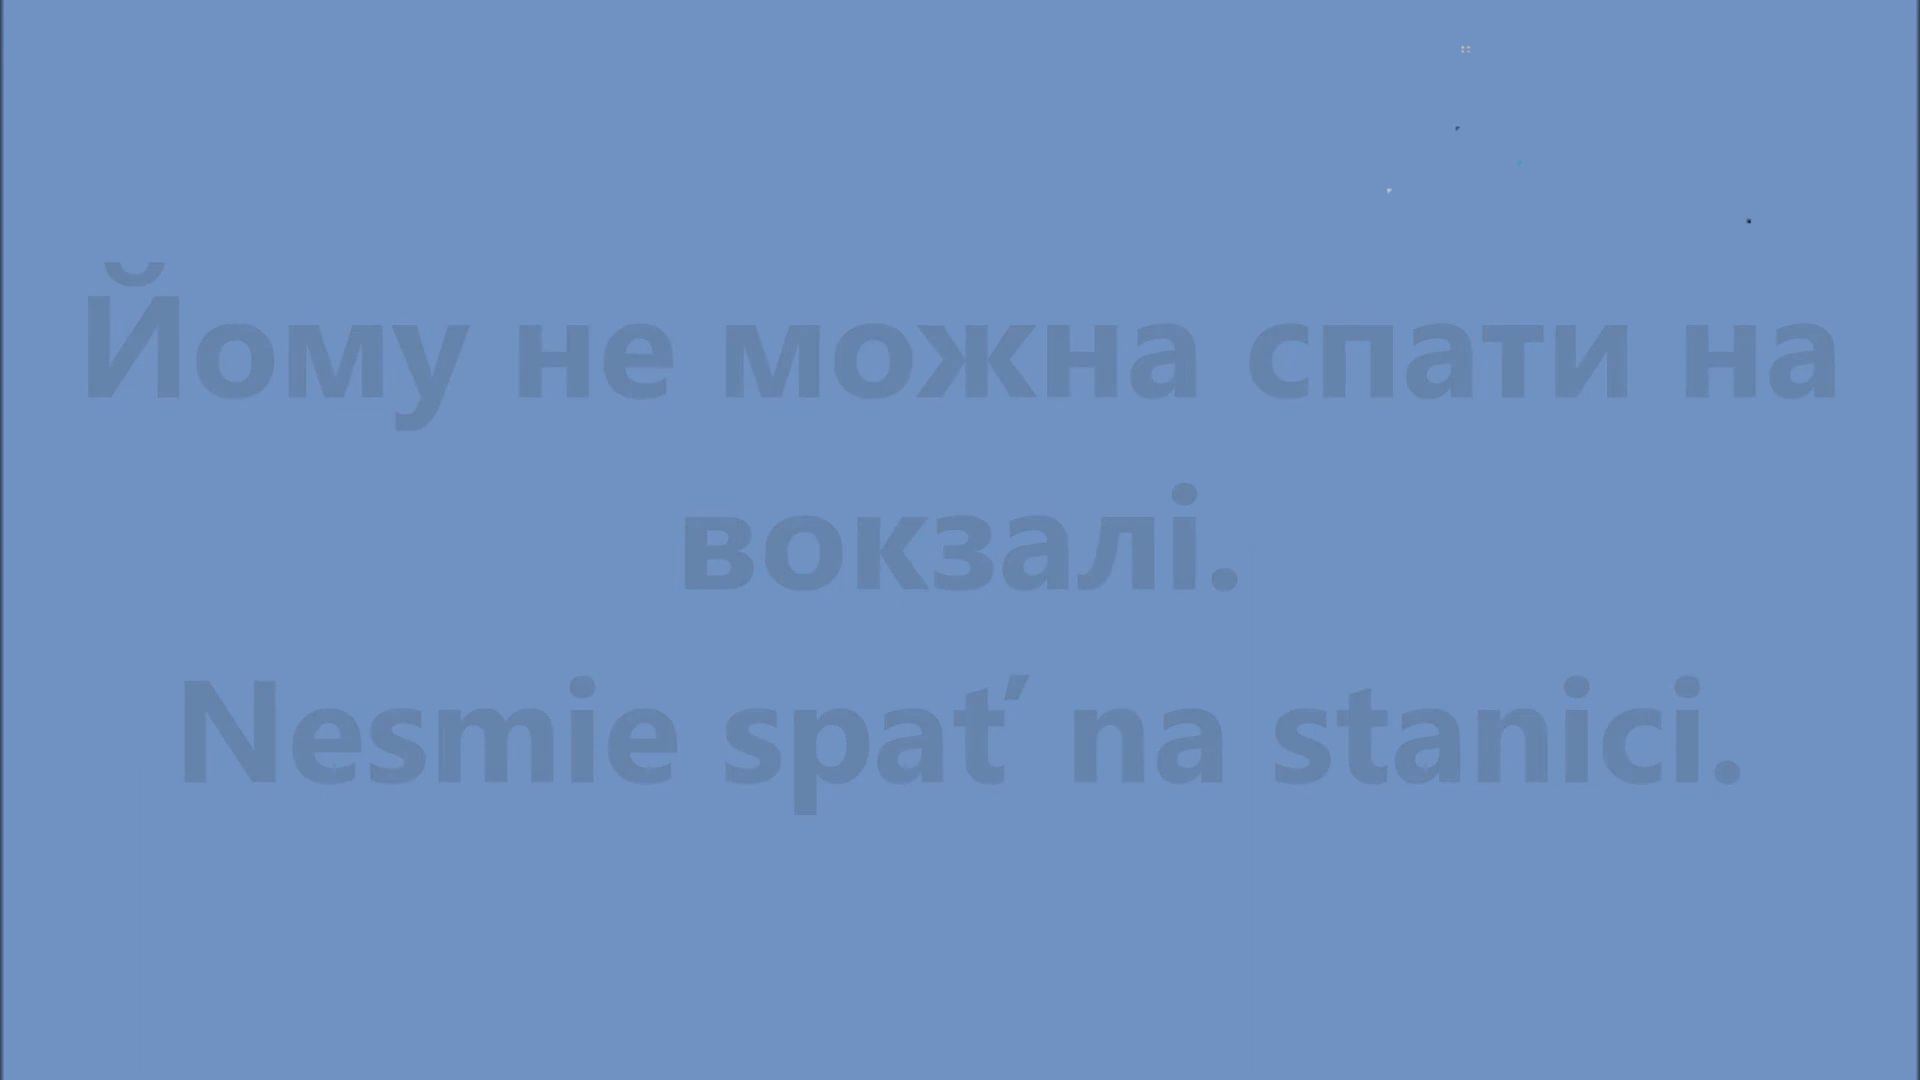 Йому не можна спати на
вокзалі.
Nesmie spať na stanici.